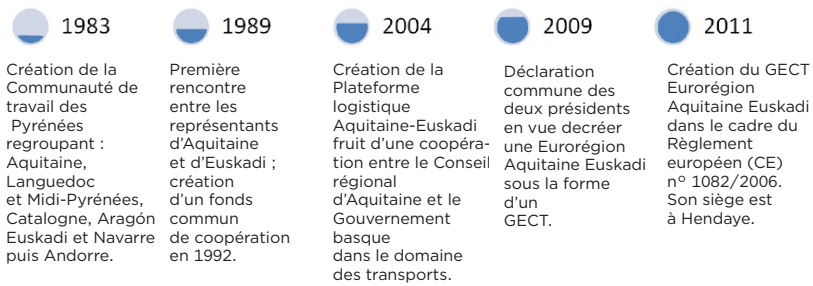 1983
Création de la
Communauté de
travail des
Pyrénées
regroupant :
Aquitaine,
Languedoc
et Midi-Pyrénées,
Catalogne, Aragón
Euskadi et Navarre
puis Andorre.
1989
Première
rencontre
entre les
représentants
d'Aquitaine
et d'Euskadi ;
création
d'un fonds
commun
de coopération
en 1992.
2004
Création de la
Plateforme
logistique
Aquitaine-Euskadi
fruit d'une coopéra-
tion entre le Conseil
régional
d'Aquitaine et le
Gouvernement
basque
dans le domaine
des transports.
2009
Déclaration
commune des
deux présidents
en vue decréer
une Eurorégion
Aquitaine Euskadi
sous la forme
d'un
GECT.
2011
Création du GECT
Eurorégion
Aquitaine Euskadi
dans le cadre du
Règlement
européen (CE)
nº 1082/2006.
Son siège est
à Hendaye.